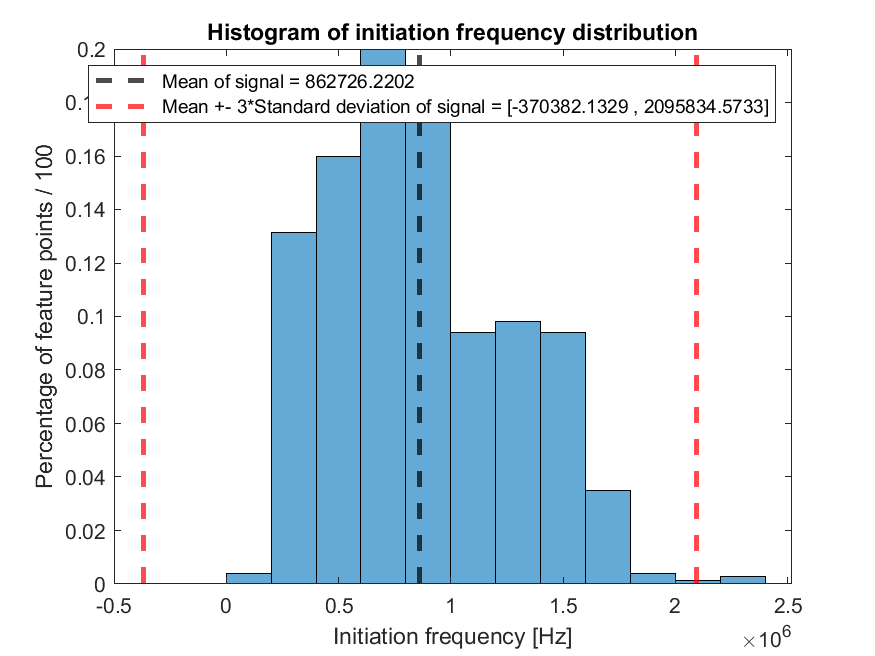 Histogram of initiation frequency distribution
0.2
Mean of signal = 862726.2202
Mean +- 3*Standard deviation of signal = [-370382.1329 , 2095834.5733]
0.16
0.14
0.12
0.1
0.08
0.06
0.04
0.02
0
Percentage of feature points / 100
-0.5 0 0.5 1 1.5 2 2.5
Initiation frequency [Hz]
×10^6